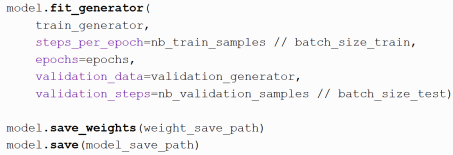 model.fit_generator(
    train_generator,
    steps_per_epoch=nb_train_samples // batch_size_train,
    epochs=epochs,
    validation_data=validation_generator,
    validation_steps=nb_validation_samples // batch_size_test)

model.save_weights(weight_save_path)
model.save(model_save_path)